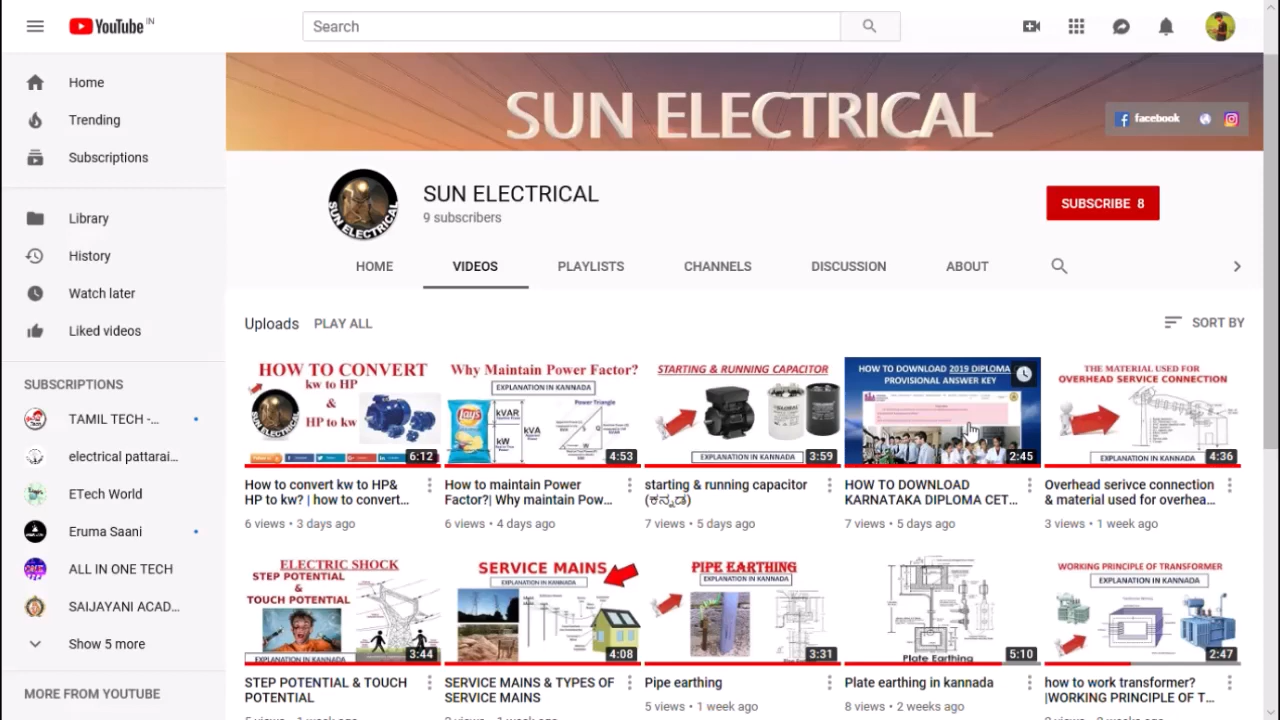 YouTube IN
Search
Home
Trending
Subscriptions
Library
History
Watch later
Liked videos
SUBSCRIPTIONS
TAMIL TECH -...
electrical pattarai...
ETech World
Eruma Saani
ALL IN ONE TECH
SAIJAYANI ACAD...
Show 5 more
MORE FROM YOUTUBE
SUN ELECTRICAL
facebook
SUN ELECTRICAL
SUN ELECTRICAL
9 subscribers
SUBSCRIBE 8
HOME VIDEOS PLAYLISTS CHANNELS DISCUSSION ABOUT
Uploads PLAY ALL
SORT BY
HOW TO CONVERT
kw to HP
&
HP to kw
6:12
How to convert kw to HP&
HP to kw? | how to convert...
6 views • 3 days ago
Why Maintain Power Factor?
EXPLANATION IN KANNADA
Power Triangle
Lay's
kVAR
kW
kVA
4:53
How to maintain Power
Factor?| Why maintain Pow...
6 views • 4 days ago
STARTING & RUNNING CAPACITOR
EXPLANATION IN KANNADA
3:59
starting & running capacitor
(ಕನ್ನಡ)
7 views • 5 days ago
HOW TO DOWNLOAD 2019 DIPLOMA
PROVISIONAL ANSWER KEY
2:45
HOW TO DOWNLOAD
KARNATAKA DIPLOMA CET...
7 views • 5 days ago
THE MATERIAL USED FOR
OVERHEAD SERVICE CONNECTION
EXPLANATION IN KANNADA
4:36
Overhead serivce connection
& material used for overhea...
3 views • 1 week ago
ELECTRIC SHOCK
STEP POTENTIAL
&
TOUCH POTENTIAL
EXPLANATION IN KANNADA
3:44
STEP POTENTIAL & TOUCH
POTENTIAL
5 views • 1 week ago
SERVICE MAINS
EXPLANATION IN KANNADA
4:08
SERVICE MAINS & TYPES OF
SERVICE MAINS
PIPE EARTHING
EXPLANATION IN KANNADA
3:31
Pipe earthing
5 views • 1 week ago
Plate Earthing
5:10
Plate earthing in kannada
8 views • 2 weeks ago
WORKING PRINCIPLE OF TRANSFORMER
EXPLANATION IN KANNADA
2:47
how to work transformer?
|WORKING PRINCIPLE OF T...